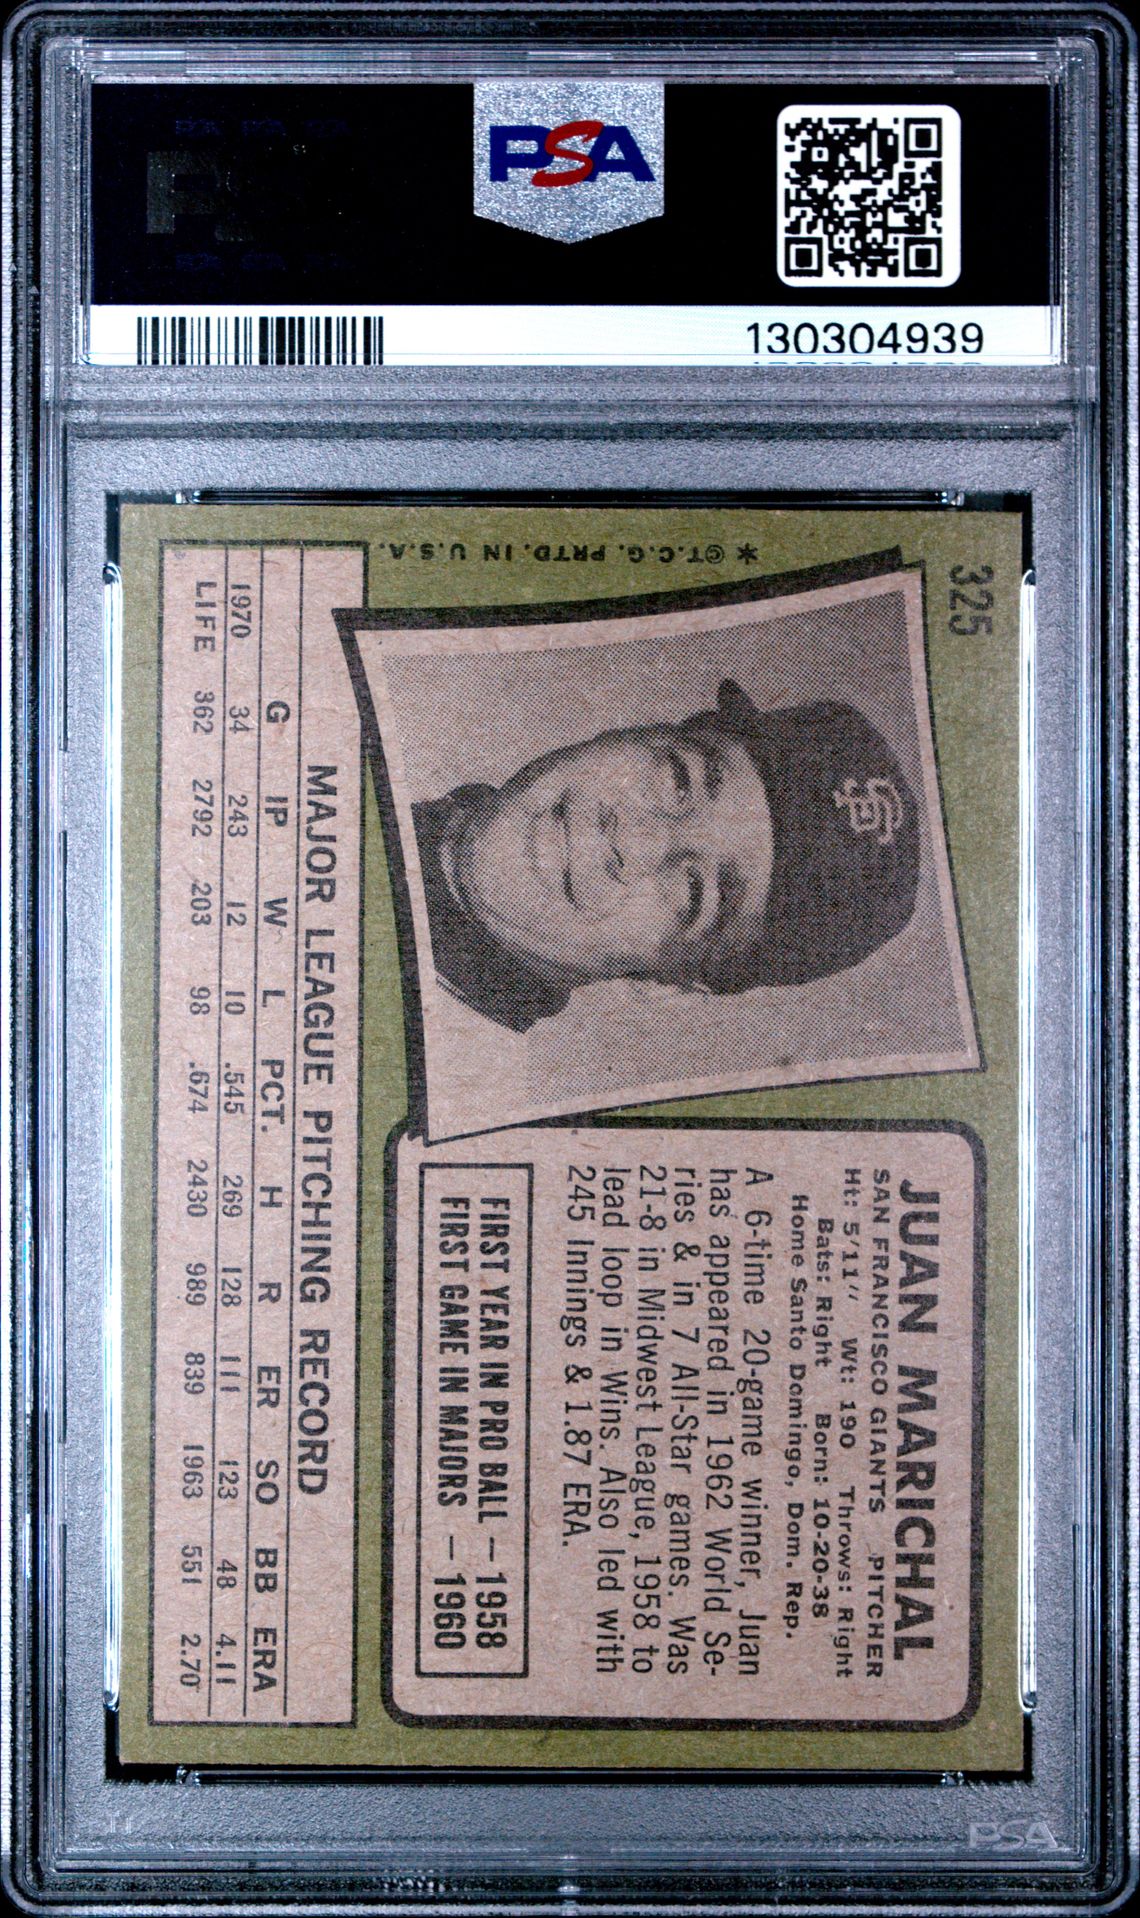 PSA
130304939
325
JUAN MARICHAL
SAN FRANCISCO GIANTS PITCHER
Ht: 5'11" Wt: 190 Throws: Right
Bats: Right Born: 10-20-38
Home Santo Domingo, Dom. Rep.
A 6-time 20-game winner, Juan
has appeared in 1962 World Se-
ries & in 7 All-Star games. Was
21-8 in Midwest League, 1958 to
lead loop in Wins. Also led with
245 Innings & 1.87 ERA.
FIRST YEAR IN PRO BALL — 1958
FIRST GAME IN MAJORS — 1960
* ©T.C.G. PRTD. IN U.S.A.
MAJOR LEAGUE PITCHING RECORD
G IP W L PCT. H R ER SO BB ERA
1970 34 243 12 10 .545 269 128 111 123 48 4.11
LIFE 362 2792 203 98 .674 2430 989 839 1963 551 2.70
SF
PSA